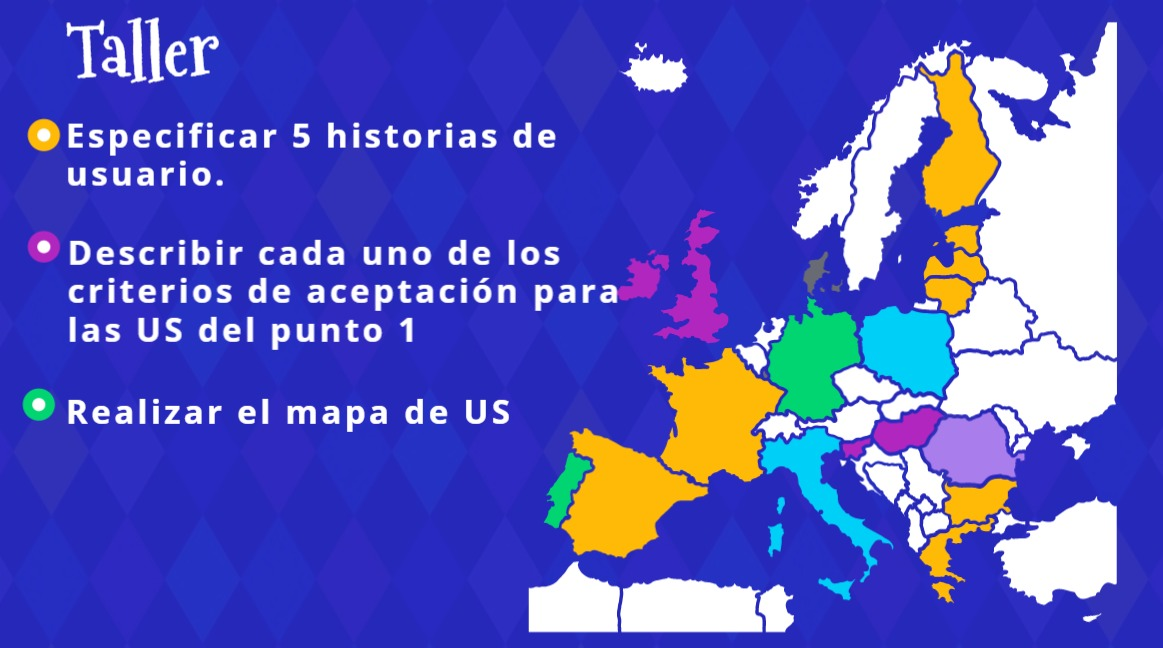 Taller
Especificar 5 historias de
usuario.
Describir cada uno de los
criterios de aceptación para
las US del punto 1
Realizar el mapa de US